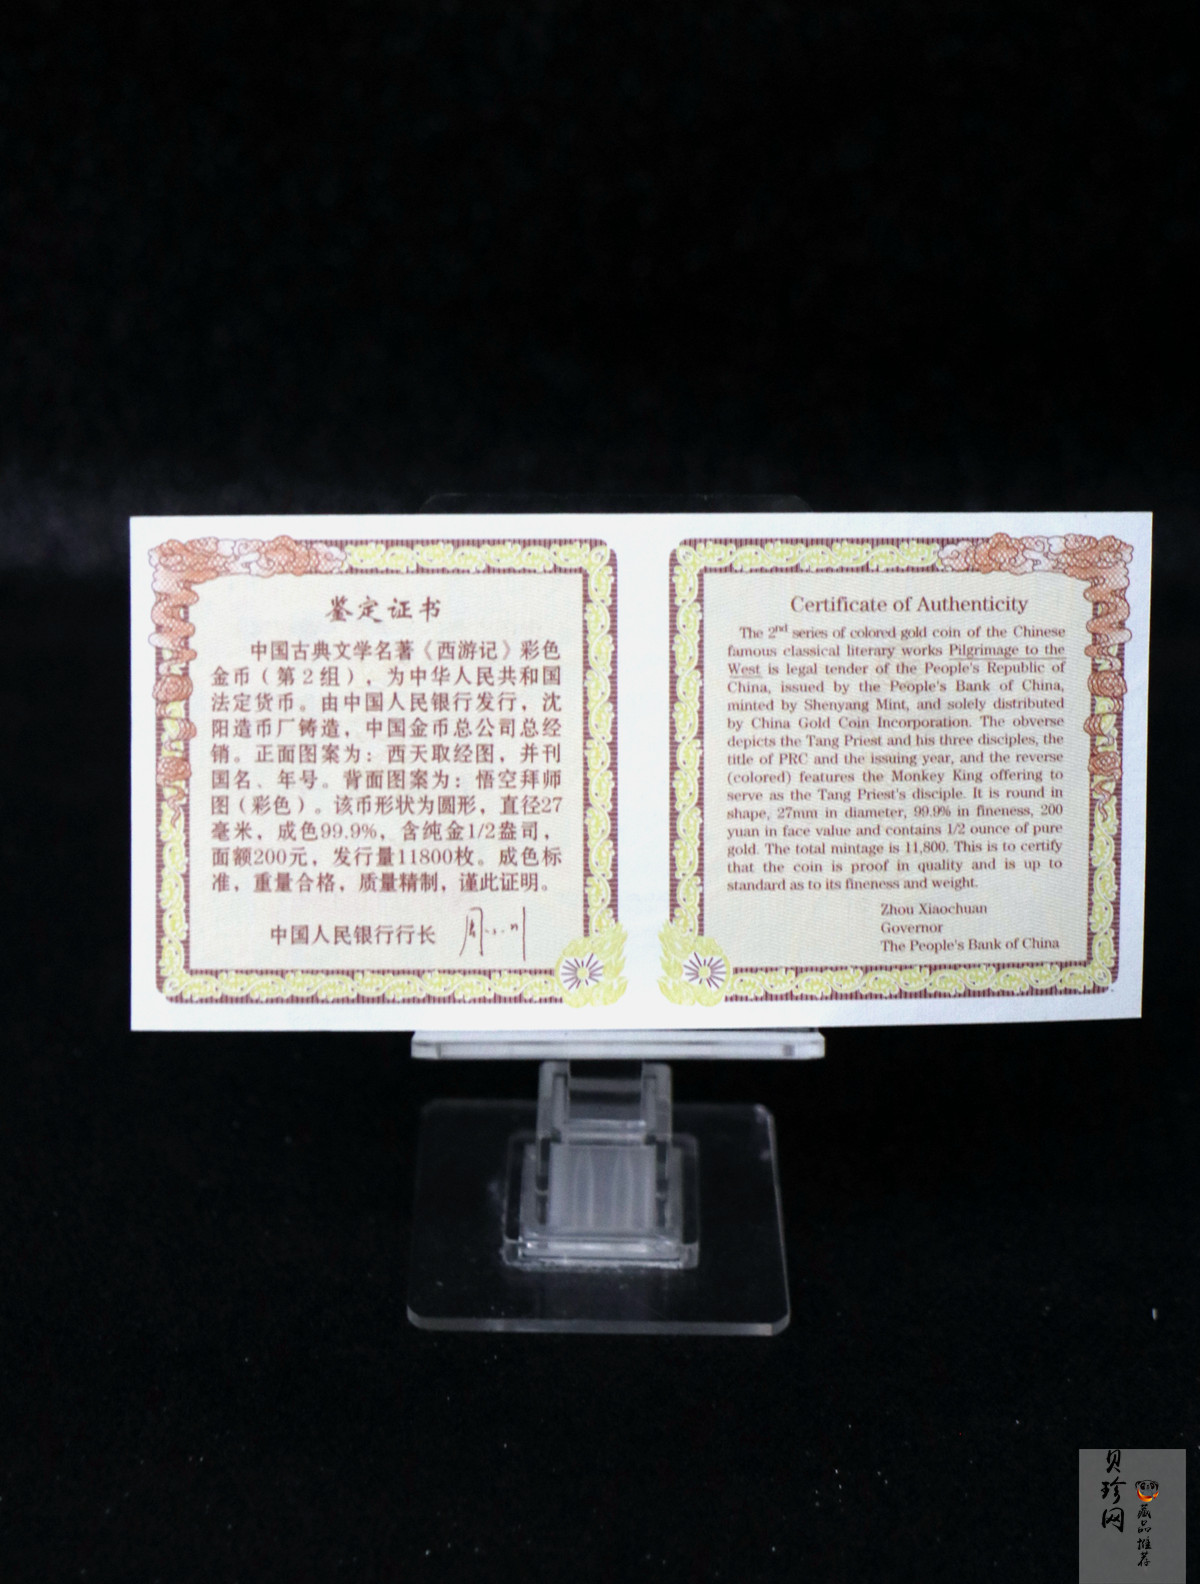 鉴定证书
中国古典文学名著《西游记》彩色
金币（第2组），为中华人民共和国
法定货币。由中国人民银行发行，沈
阳造币厂铸造，中国金币总公司总经
销。正面图案为：西天取经图，并刊
国名、年号。背面图案为：悟空拜师
图（彩色）。该币形状为圆形，直径27
毫米，成色99.9%，含纯金1/2盎司，
面额200元，发行量11800枚。成色标
准，重量合格，质量精制，谨此证明。
中国人民银行行长 周小川
Certificate of Authenticity
The 2nd series of colored gold coin of the Chinese
famous classical literary works Pilgrimage to the
West is legal tender of the People's Republic of
China, issued by the People's Bank of China,
minted by Shenyang Mint, and solely distributed
by China Gold Coin Incorporation. The obverse
depicts the Tang Priest and his three disciples, the
title of PRC and the issuing year, and the reverse
(colored) features the Monkey King offering to
serve as the Tang Priest's disciple. It is round in
shape, 27mm in diameter, 99.9% in fineness, 200
yuan in face value and contains 1/2 ounce of pure
gold. The total mintage is 11,800. This is to certify
that the coin is proof in quality and is up to
standard as to its fineness and weight.
Zhou Xiaochuan
Governor
The People's Bank of China
贝珍网
藏品推荐